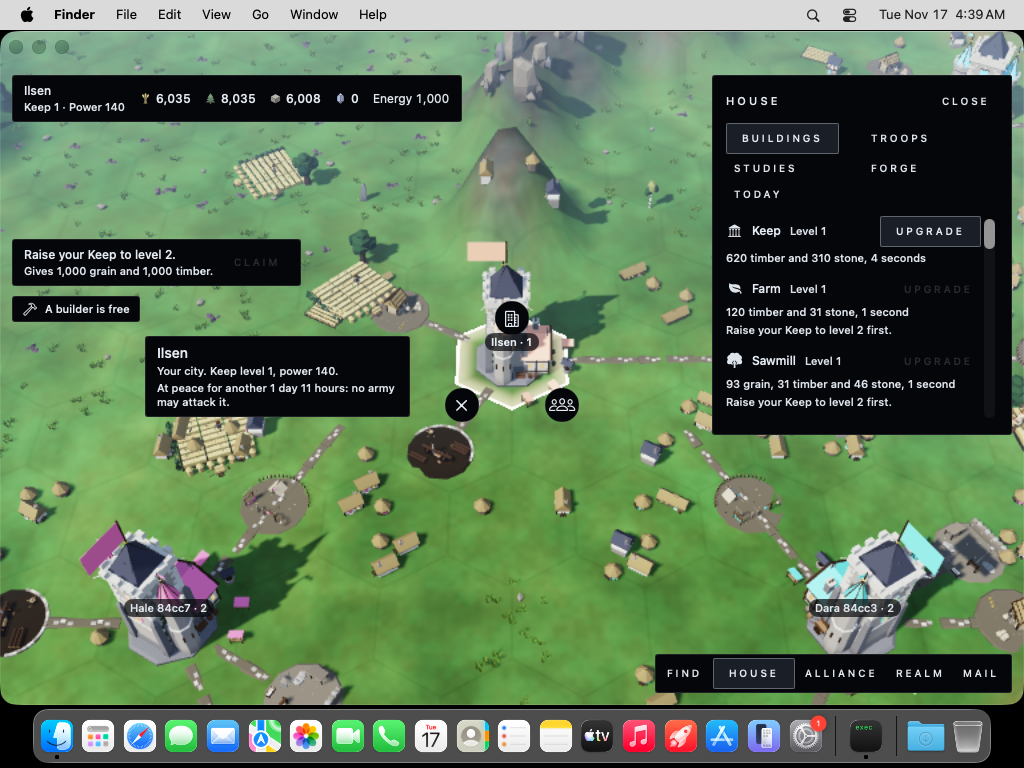 Finder File Edit View Go Window Help
Tue Nov 17 4:39 AM
Ilsen
Keep 1 · Power 140
6,035 8,035 6,008 0 Energy 1,000
HOUSE CLOSE
BUILDINGS TROOPS
STUDIES FORGE
TODAY
Keep Level 1 UPGRADE
620 timber and 310 stone, 4 seconds
Farm Level 1 UPGRADE
120 timber and 31 stone, 1 second
Raise your Keep to level 2 first.
Sawmill Level 1 UPGRADE
93 grain, 31 timber and 46 stone, 1 second
Raise your Keep to level 2 first.
Raise your Keep to level 2.
Gives 1,000 grain and 1,000 timber.
CLAIM
A builder is free
Ilsen · 1
Ilsen
Your city. Keep level 1, power 140.
At peace for another 1 day 11 hours: no army
may attack it.
Hale 84cc7 · 2
Dara 84cc3 · 2
FIND HOUSE ALLIANCE REALM MAIL
Tue
17
tv
1
exec